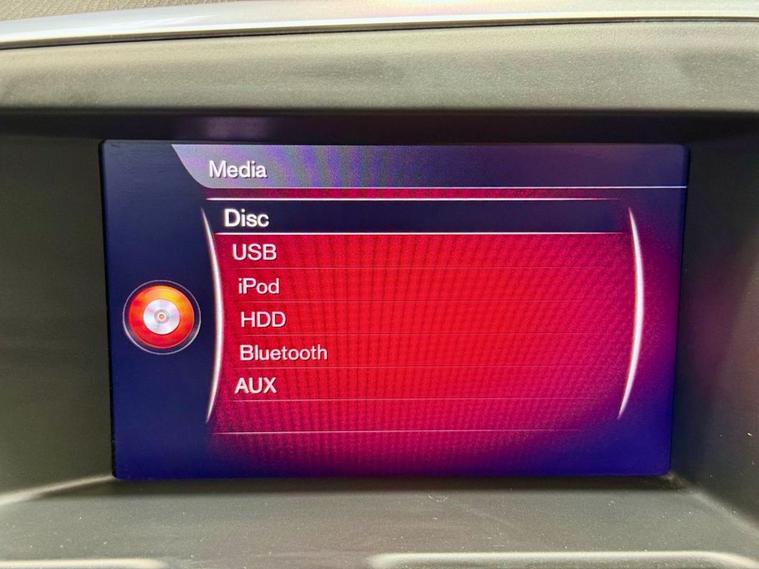 Media
Disc
USB
iPod
HDD
Bluetooth
AUX